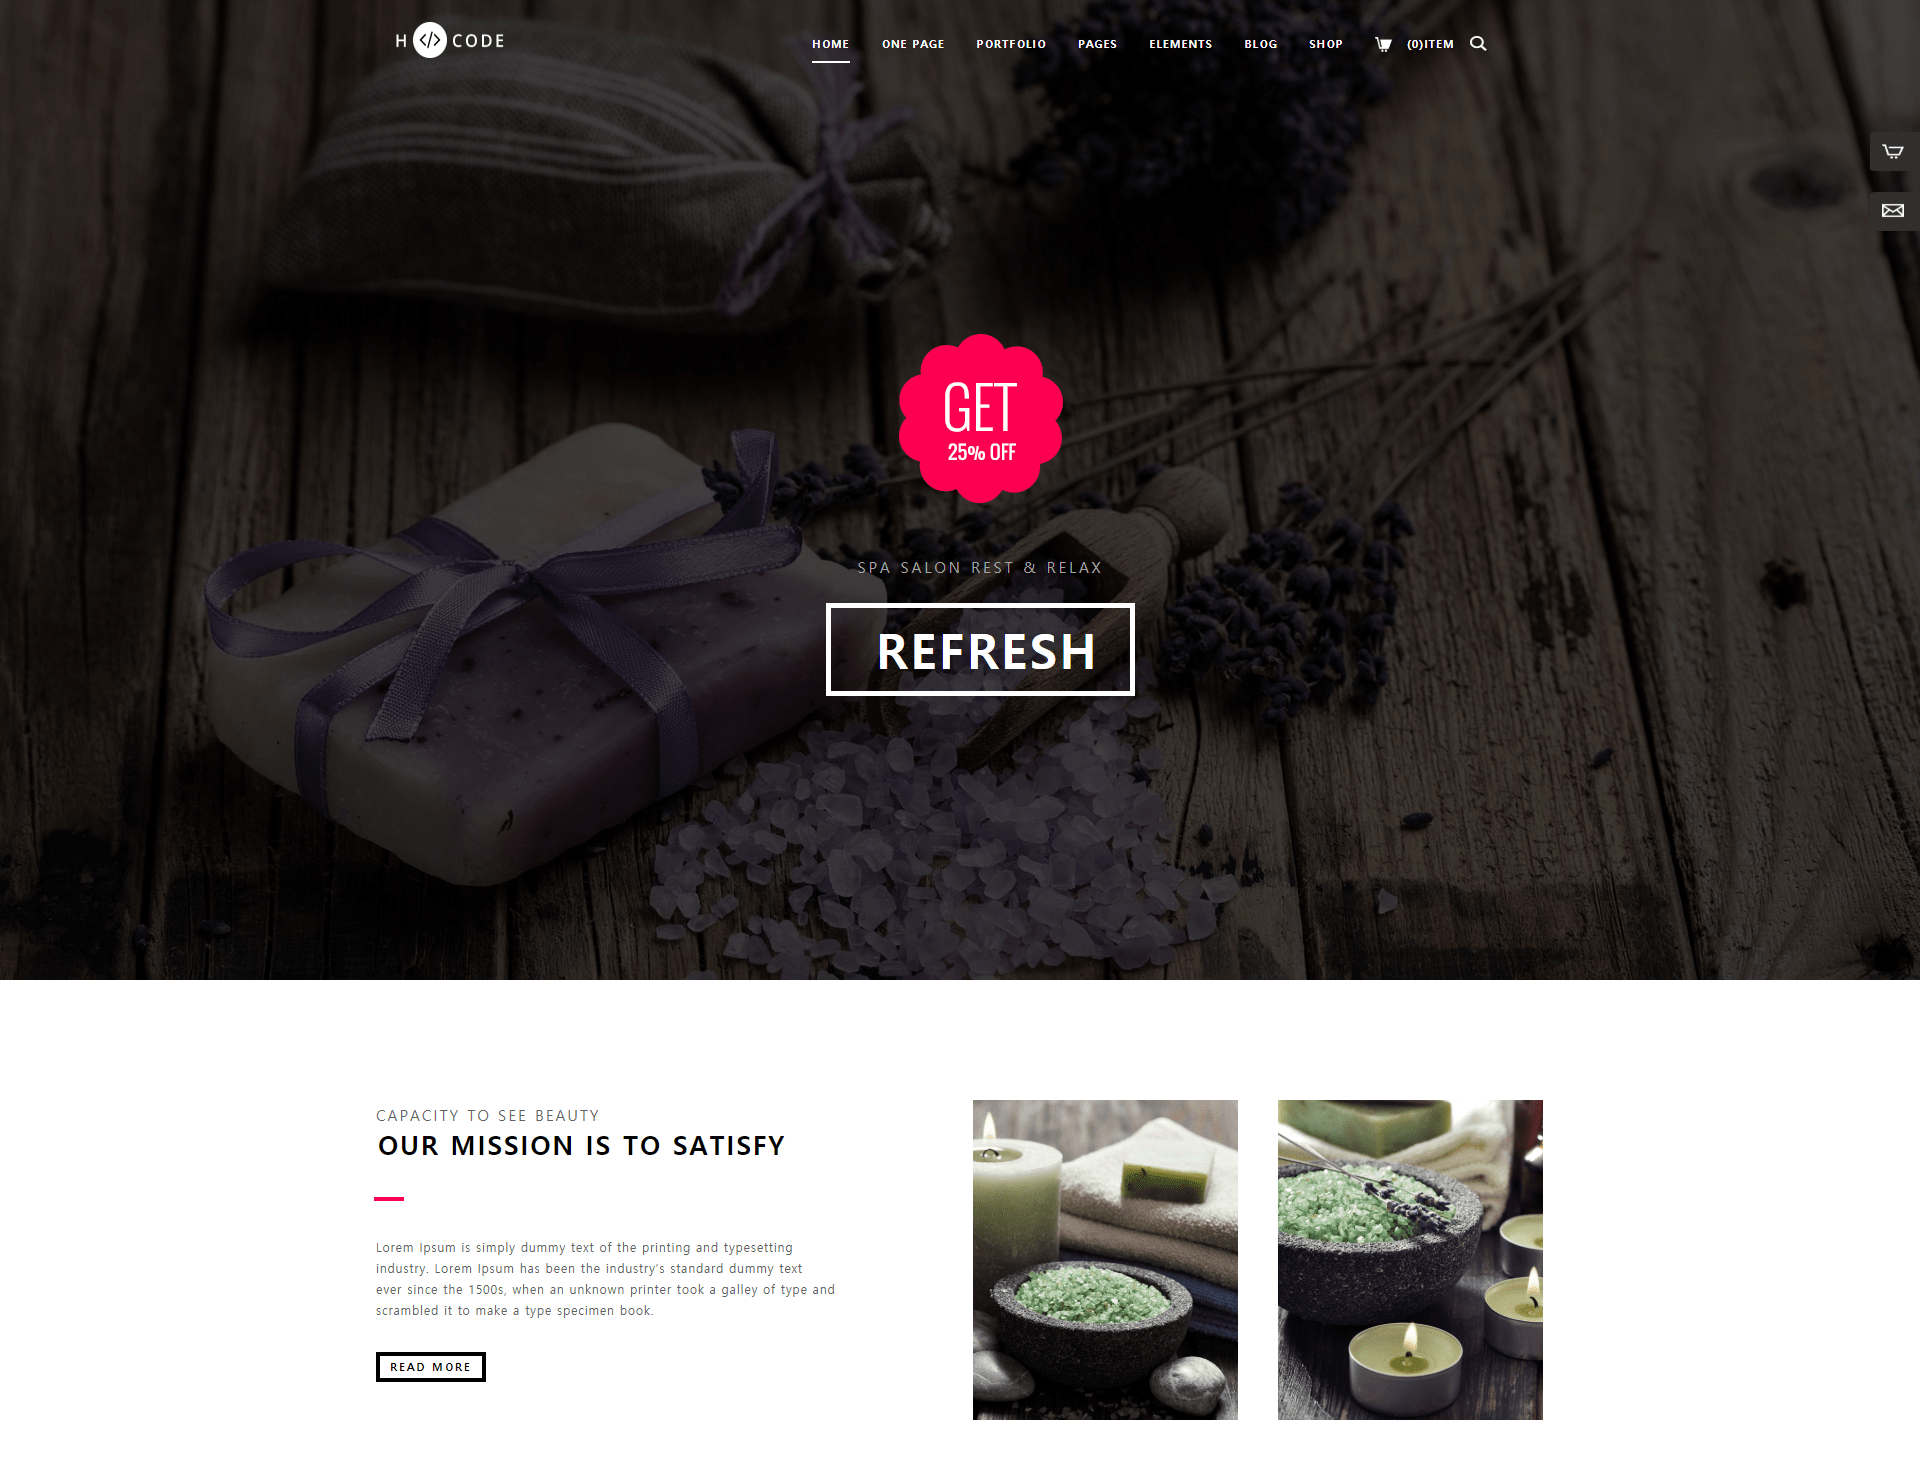 H </> CODE
HOME ONE PAGE PORTFOLIO PAGES ELEMENTS BLOG SHOP (0)ITEM
GET
25% OFF
SPA SALON REST & RELAX
REFRESH
CAPACITY TO SEE BEAUTY
OUR MISSION IS TO SATISFY
Lorem Ipsum is simply dummy text of the printing and typesetting
industry. Lorem Ipsum has been the industry's standard dummy text
ever since the 1500s, when an unknown printer took a galley of type and
scrambled it to make a type specimen book.
READ MORE